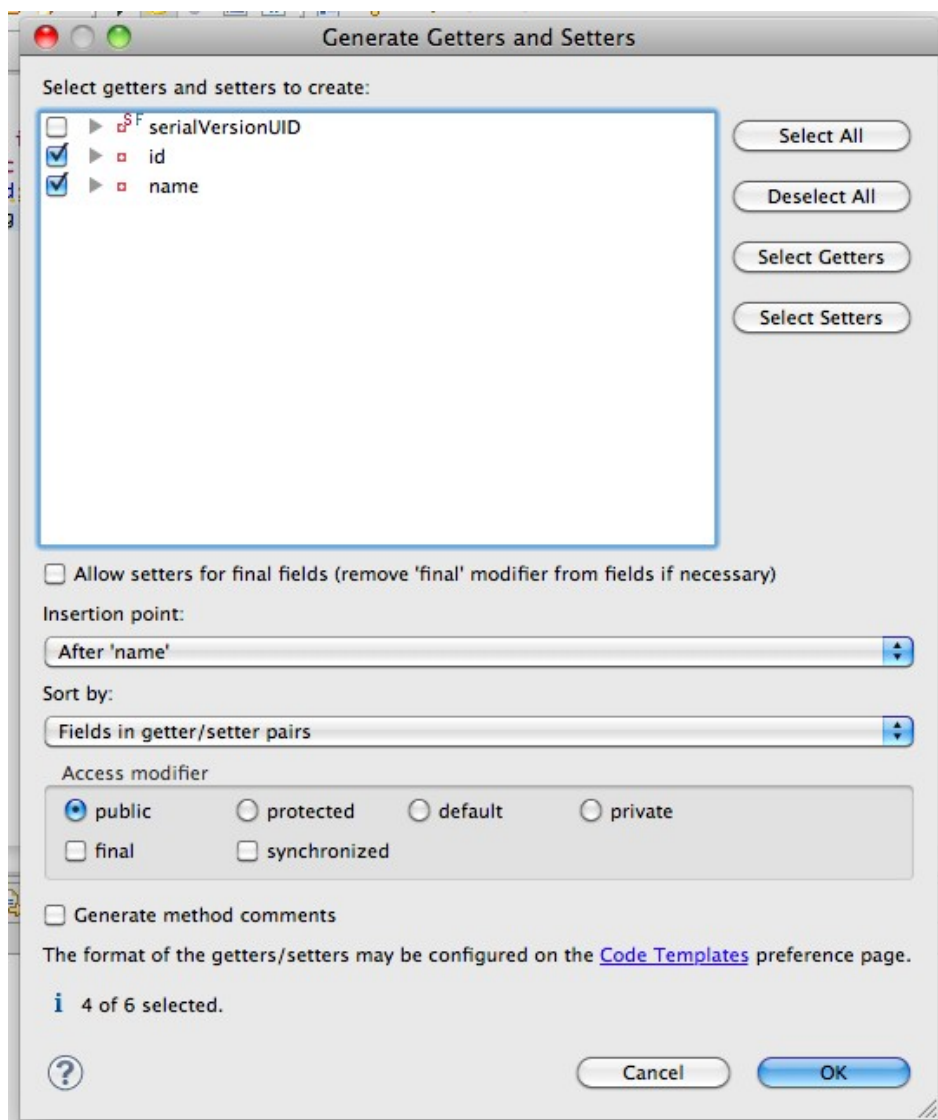 Generate Getters and Setters
Select getters and setters to create:
S F serialVersionUID
id
name
Select All
Deselect All
Select Getters
Select Setters
Allow setters for final fields (remove 'final' modifier from fields if necessary)
Insertion point:
After 'name'
Sort by:
Fields in getter/setter pairs
Access modifier
public protected default private
final synchronized
Generate method comments
The format of the getters/setters may be configured on the Code Templates preference page.
i 4 of 6 selected.
? Cancel OK